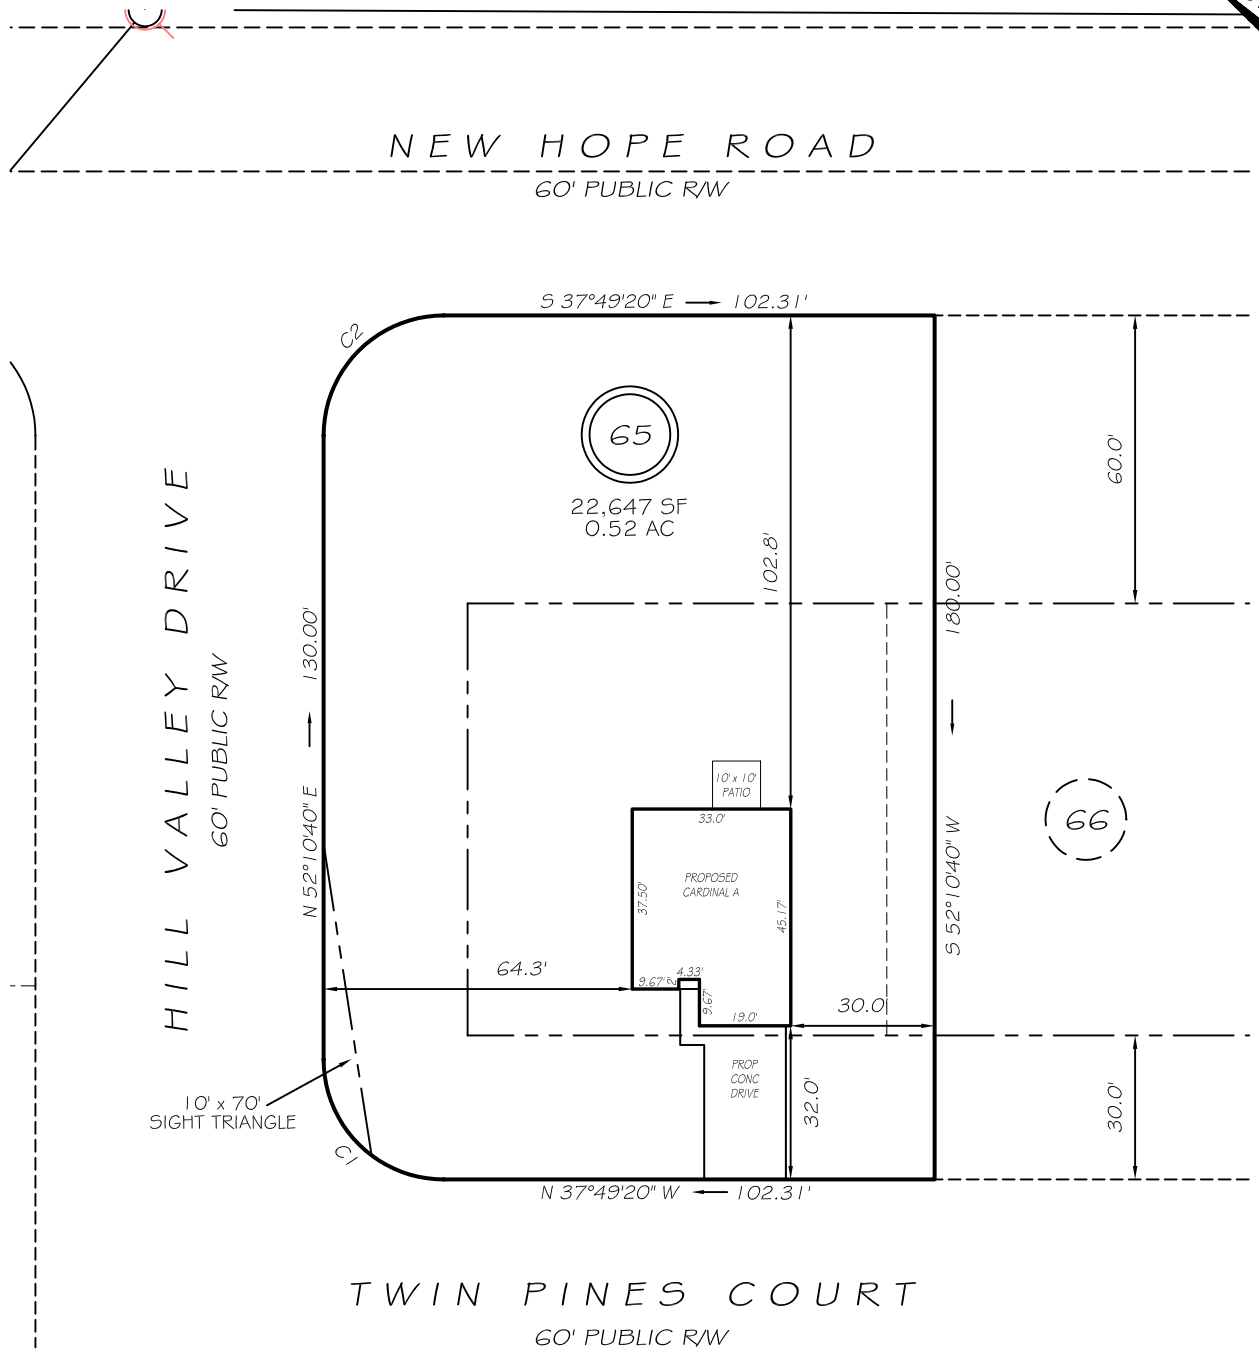 NEW HOPE ROAD
60' PUBLIC R/W
S 37°49'20" E
102.31'
C2
65
22,647 SF
0.52 AC
60.0'
102.8'
180.00'
S 52°10'40" W
HILL VALLEY DRIVE
60' PUBLIC R/W
130.00'
N 52°10'40" E
10' x 10'
PATIO
33.0'
PROPOSED
CARDINAL A
37.50'
45.17'
66
64.3'
4.33'
9.67'
2'
9.67'
19.0'
30.0'
PROP
CONC
DRIVE
32.0'
30.0'
10' x 70'
SIGHT TRIANGLE
C1
N 37°49'20" W
102.31'
TWIN PINES COURT
60' PUBLIC R/W